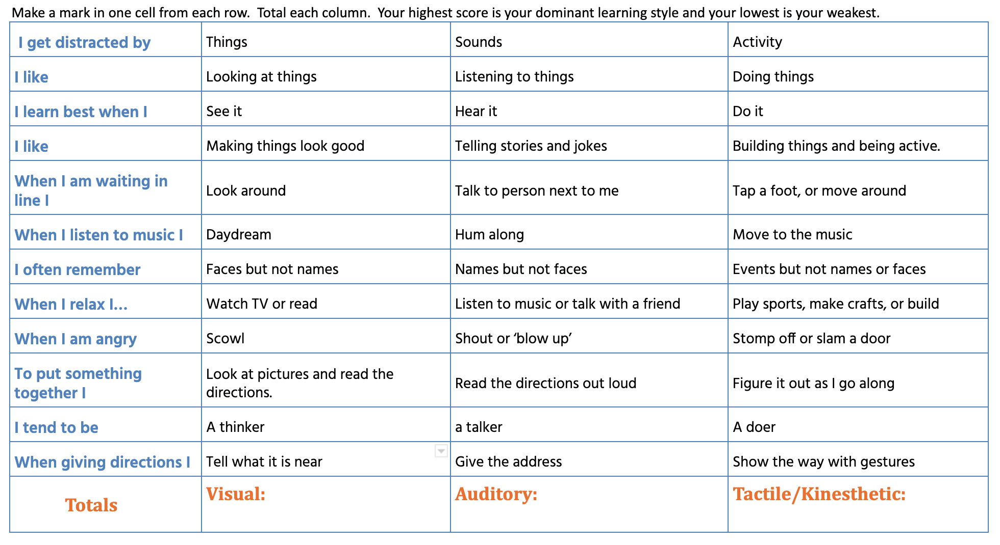 Make a mark in one cell from each row.  Total each column.  Your highest score is your dominant learning style and your lowest is your weakest.
I get distracted by Things Sounds Activity
I like Looking at things Listening to things Doing things
I learn best when I See it Hear it Do it
I like Making things look good Telling stories and jokes Building things and being active.
When I am waiting in
line I
Look around Talk to person next to me Tap a foot, or move around
When I listen to music I Daydream Hum along Move to the music
I often remember Faces but not names Names but not faces Events but not names or faces
When I relax I... Watch TV or read Listen to music or talk with a friend Play sports, make crafts, or build
When I am angry Scowl Shout or ‘blow up’ Stomp off or slam a door
To put something
together I
Look at pictures and read the
directions.
Read the directions out loud Figure it out as I go along
I tend to be A thinker a talker A doer
When giving directions I Tell what it is near Give the address Show the way with gestures
Totals Visual: Auditory: Tactile/Kinesthetic: